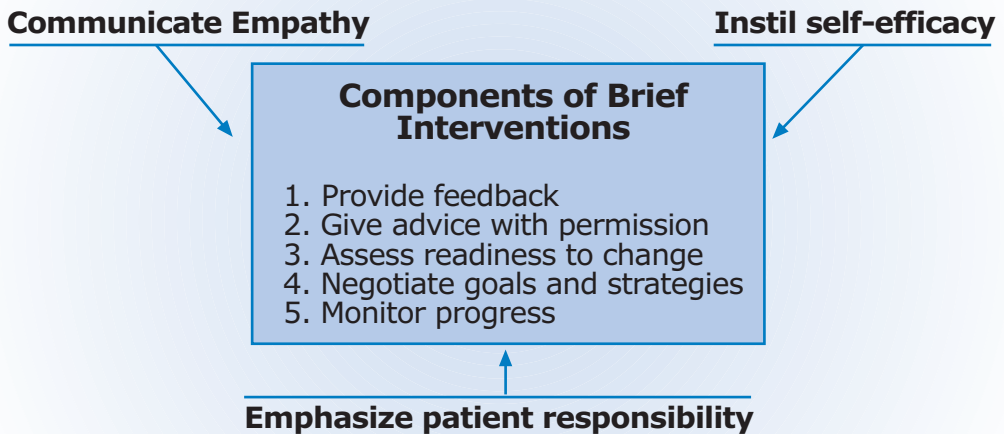 Communicate Empathy
Instil self-efficacy
Components of Brief
Interventions
1. Provide feedback
2. Give advice with permission
3. Assess readiness to change
4. Negotiate goals and strategies
5. Monitor progress
Emphasize patient responsibility